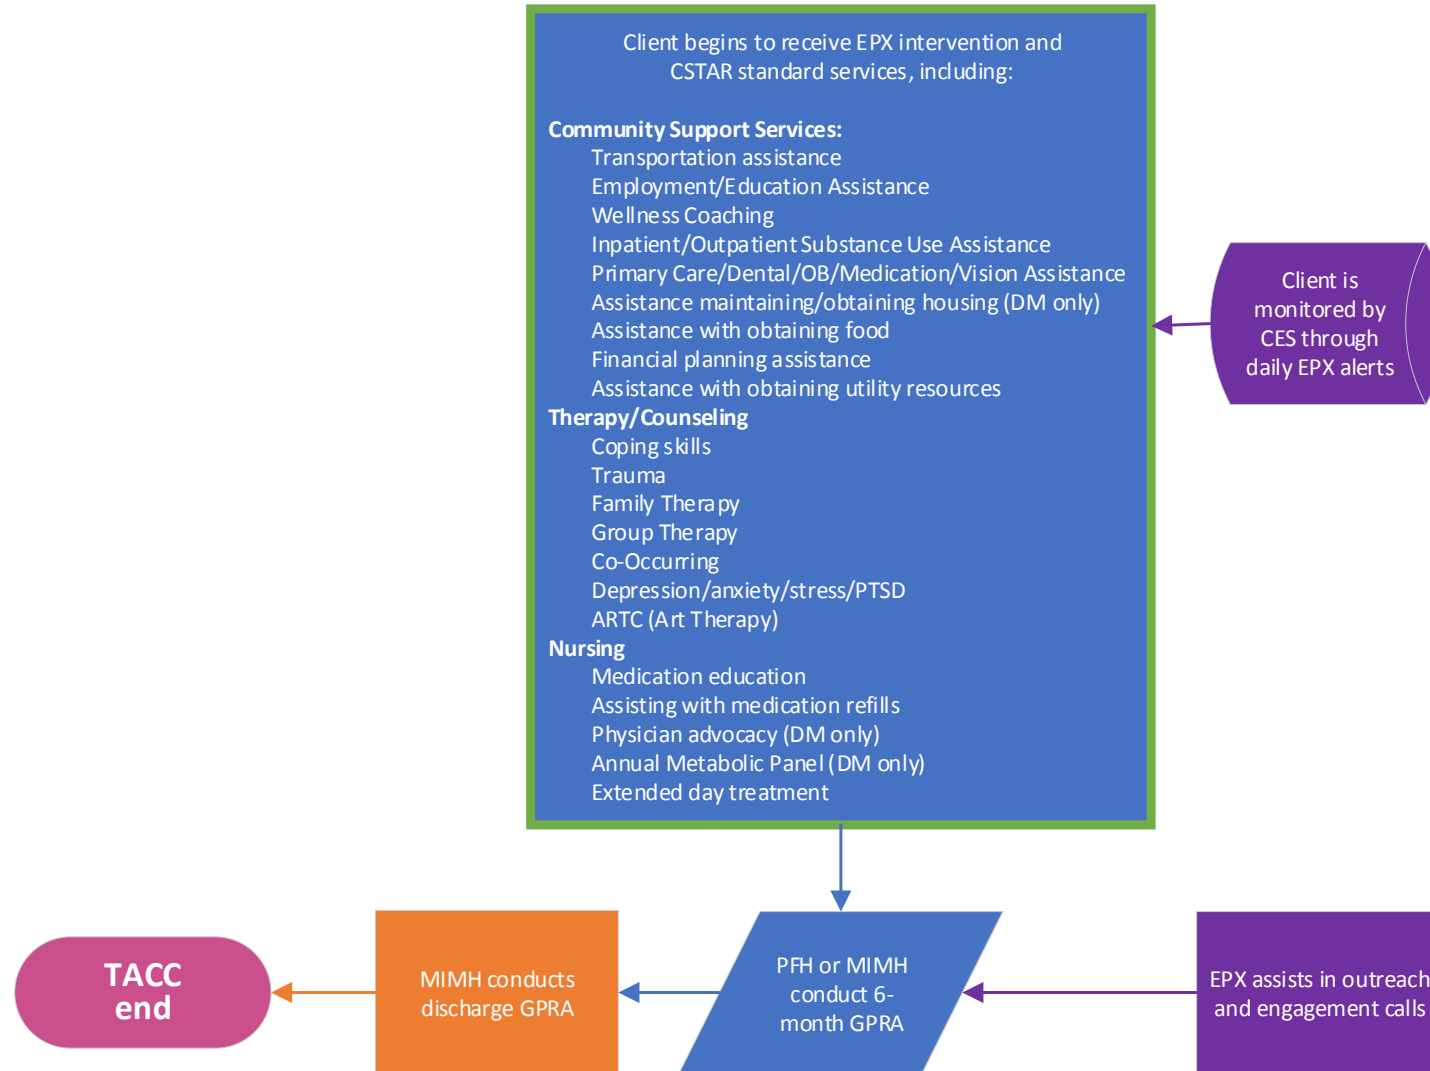 Client begins to receive EPX intervention and
CSTAR standard services, including:
Community Support Services:
Transportation assistance
Employment/Education Assistance
Wellness Coaching
Inpatient/Outpatient Substance Use Assistance
Primary Care/Dental/OB/Medication/Vision Assistance
Assistance maintaining/obtaining housing (DM only)
Assistance with obtaining food
Financial planning assistance
Assistance with obtaining utility resources
Therapy/Counseling
Coping skills
Trauma
Family Therapy
Group Therapy
Co-Occurring
Depression/anxiety/stress/PTSD
ARTC (Art Therapy)
Nursing
Medication education
Assisting with medication refills
Physician advocacy (DM only)
Annual Metabolic Panel (DM only)
Extended day treatment
Client is
monitored by
CES through
daily EPX alerts
TACC
end
MIMH conducts
discharge GPRA
PFH or MIMH
conduct 6-
month GPRA
EPX assists in outreach
and engagement calls